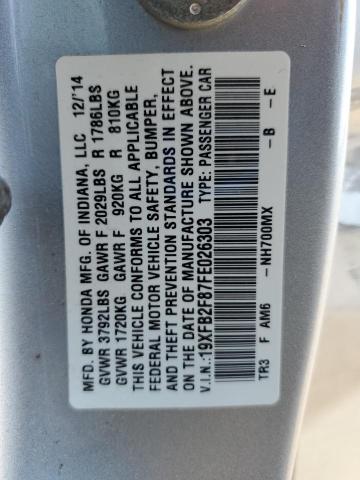 MFD. BY HONDA MFG. OF INDIANA, LLC 12/'14
GVWR 3792LBS GAWR F 2029LBS R 1786LBS
GVWR 1720KG GAWR F 920KG R 810KG
THIS VEHICLE CONFORMS TO ALL APPLICABLE
FEDERAL MOTOR VEHICLE SAFETY, BUMPER,
AND THEFT PREVENTION STANDARDS IN EFFECT
ON THE DATE OF MANUFACTURE SHOWN ABOVE.
V.I.N.: 19XFB2F87FE026303 TYPE: PASSENGER CAR
TR3 F AM6 -NH700MX -B -E